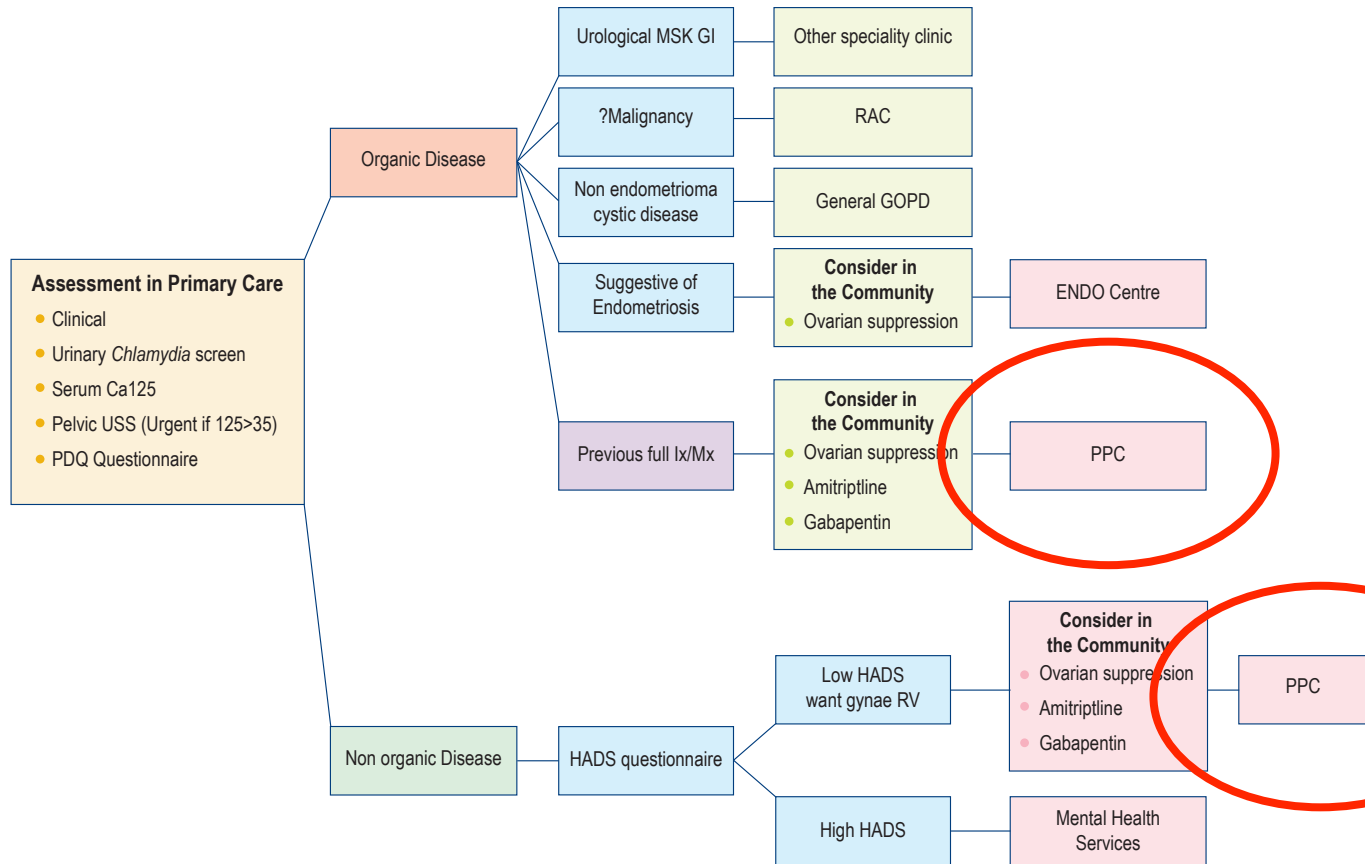 Assessment in Primary Care
Clinical
Urinary Chlamydia screen
Serum Ca125
Pelvic USS (Urgent if 125>35)
PDQ Questionnaire
Organic Disease
Urological MSK GI
Other speciality clinic
?Malignancy
RAC
Non endometrioma
cystic disease
General GOPD
Suggestive of
Endometriosis
Consider in
the Community
Ovarian suppression
ENDO Centre
Previous full Ix/Mx
Consider in
the Community
Ovarian suppression
Amitriptline
Gabapentin
PPC
Non organic Disease
HADS questionnaire
Low HADS
want gynae RV
Consider in
the Community
Ovarian suppression
Amitriptline
Gabapentin
PPC
High HADS
Mental Health
Services